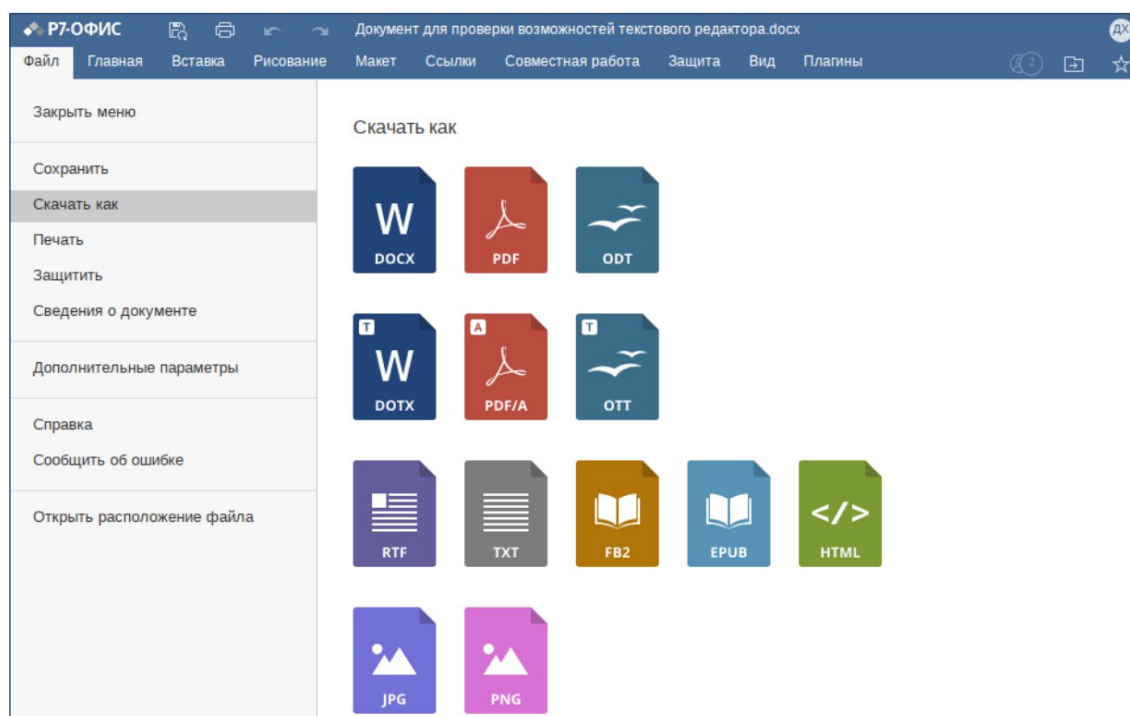 Р7-ОФИС Документ для проверки возможностей текстового редактора.docx ДХ
Файл Главная Вставка Рисование Макет Ссылки Совместная работа Защита Вид Плагины 2
Закрыть меню
Сохранить
Скачать как
Печать
Защитить
Сведения о документе
Дополнительные параметры
Справка
Сообщить об ошибке
Открыть расположение файла
Скачать как
W
DOCX PDF ODT
T A T
W
DOTX PDF/A OTT
</>
RTF TXT FB2 EPUB HTML
JPG PNG